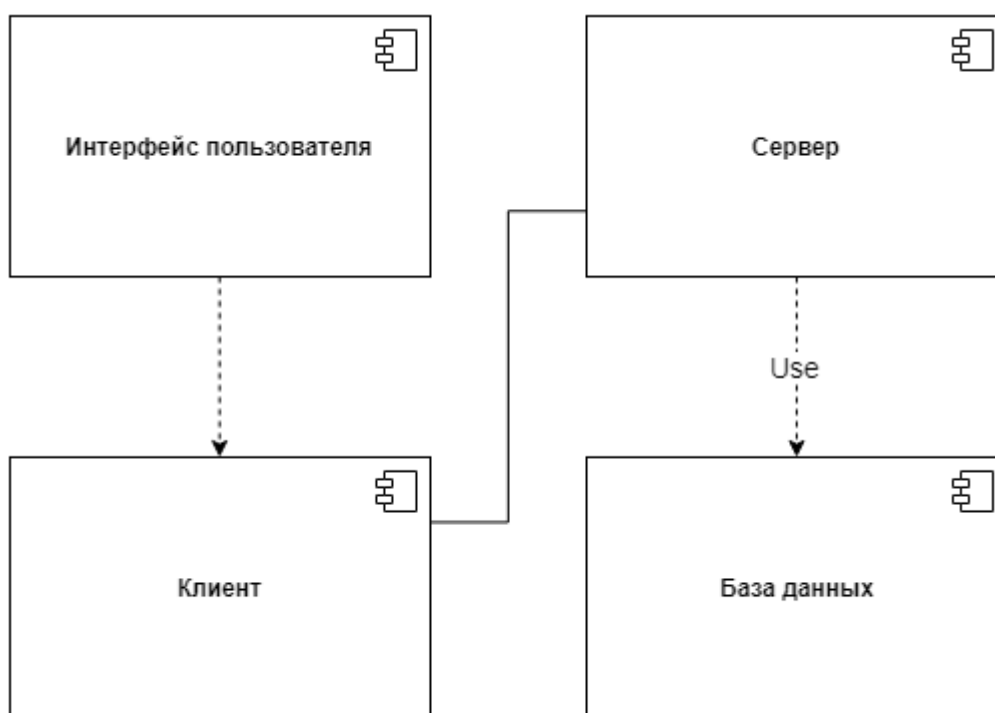 Интерфейс пользователя
Сервер
Use
Клиент
База данных